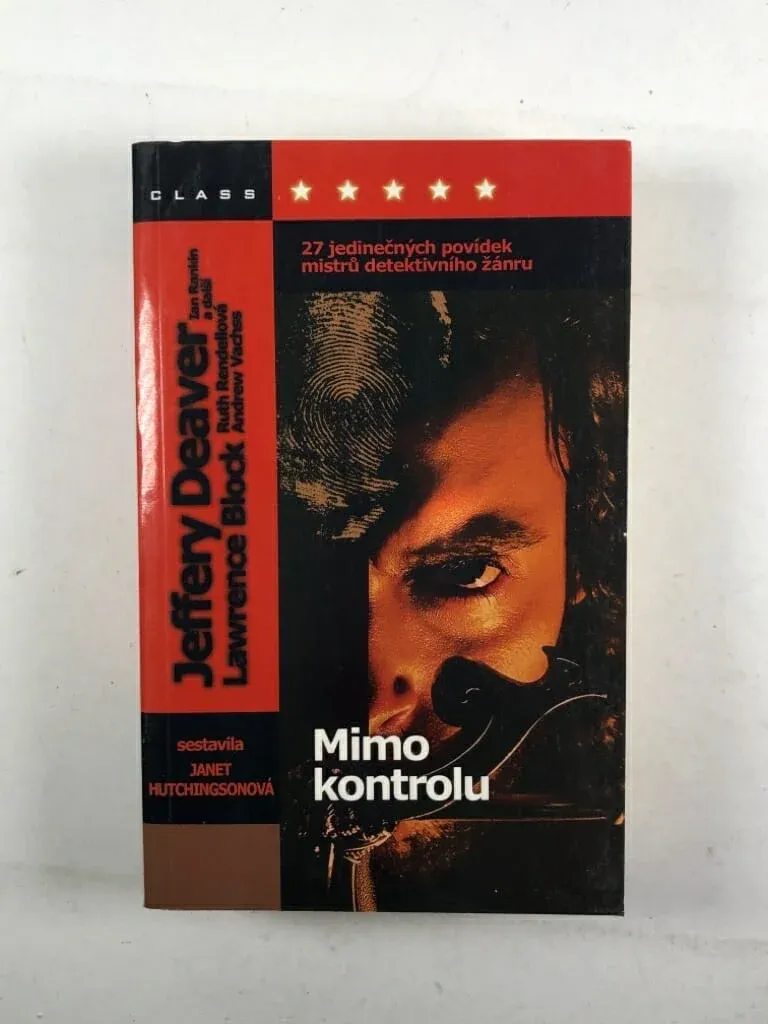 CLASS
27 jedinečných povídek
mistrů detektivního žánru
Jeffery Deaver
Lawrence Block
Ian Rankin
a další
Ruth Rendellová
Andrew Vachss
sestavila
JANET
HUTCHINGSONOVÁ
Mimo
kontrolu